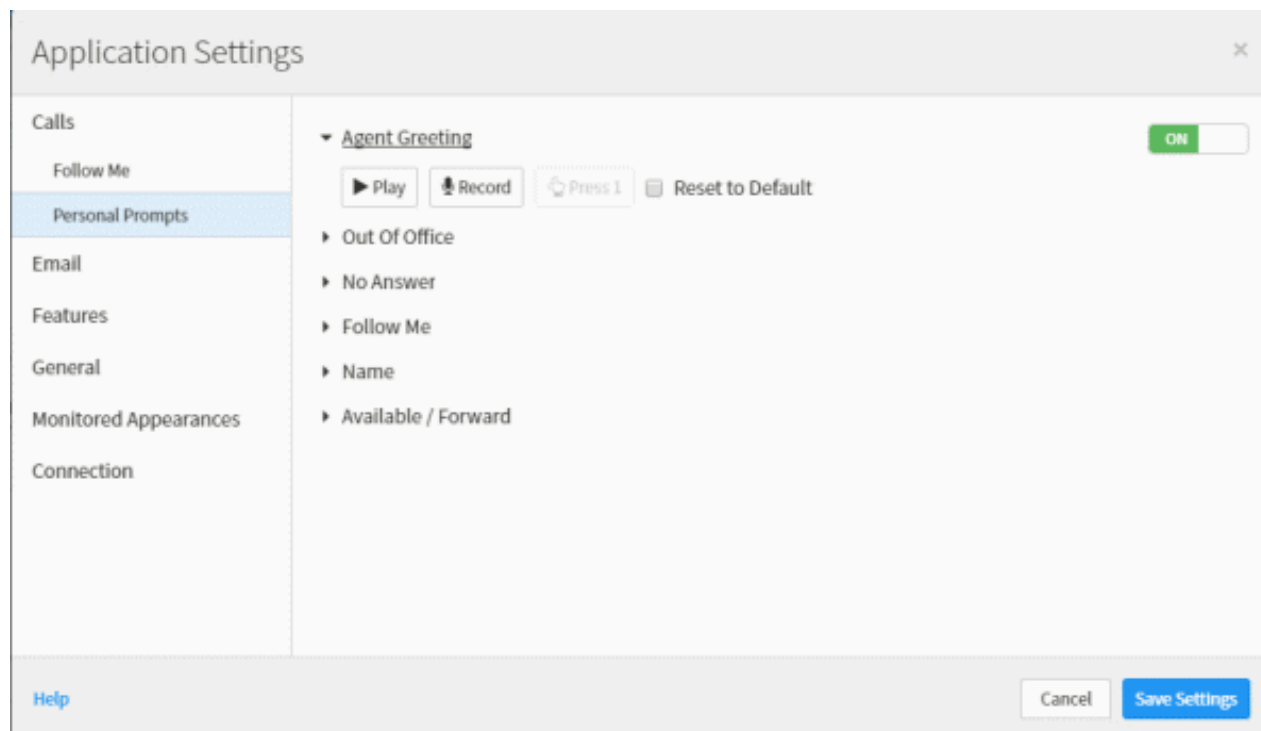 Application Settings
Calls
Follow Me
Personal Prompts
Email
Features
General
Monitored Appearances
Connection
Agent Greeting
ON
Play Record Press 1 Reset to Default
Out Of Office
No Answer
Follow Me
Name
Available / Forward
Help
Cancel Save Settings